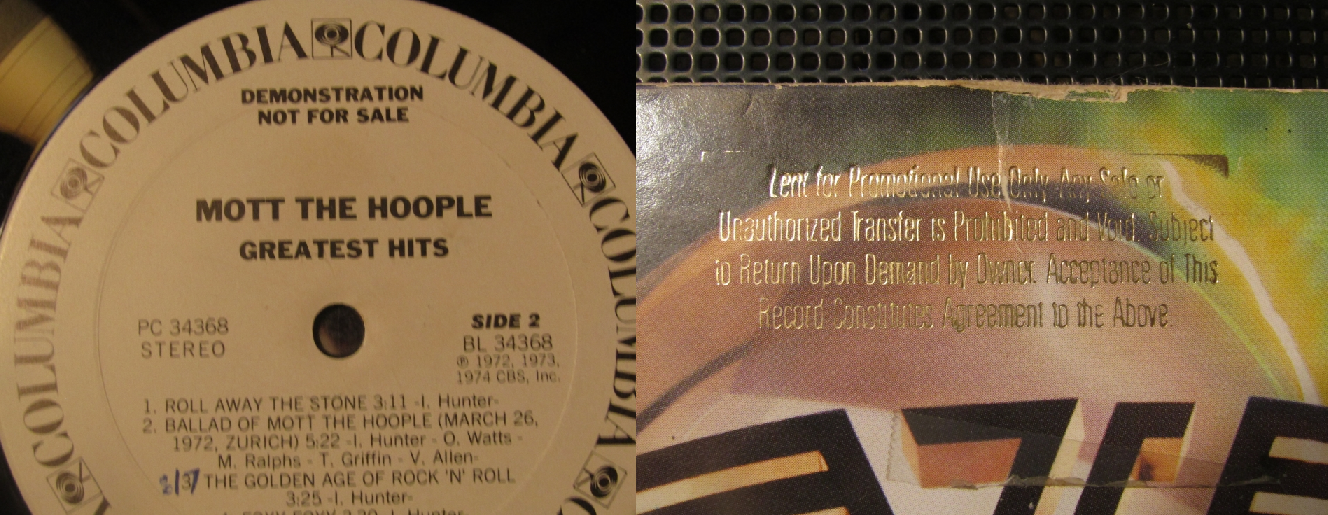 COLUMBIA COLUMBIA COLUMBIA COLUMBIA COLUMBIA
DEMONSTRATION
NOT FOR SALE
MOTT THE HOOPLE
GREATEST HITS
PC 34368
STEREO
SIDE 2
BL 34368
℗ 1972, 1973,
1974 CBS, Inc.
1. ROLL AWAY THE STONE 3:11 -I. Hunter-
2. BALLAD OF MOTT THE HOOPLE (MARCH 26,
1972, ZURICH) 5:22 -I. Hunter - O. Watts -
M. Ralphs - T. Griffin - V. Allen-
THE GOLDEN AGE OF ROCK 'N' ROLL
3:25 -I. Hunter-
Lent for Promotional Use Only Any Sale or
Unauthorized Transfer is Prohibited and Void. Subject
to Return Upon Demand by Owner. Acceptance of This
Record Constitutes Agreement to the Above